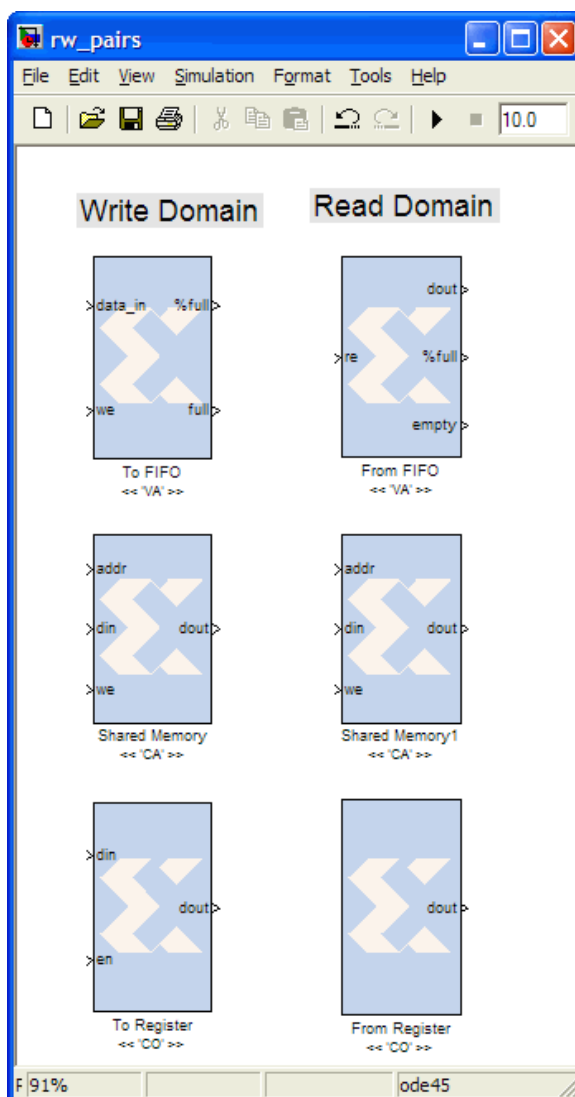 rw_pairs
File Edit View Simulation Format Tools Help
10.0
Write Domain Read Domain
data_in %full
we full
To FIFO
<< 'VA' >>
dout
re %full
empty
From FIFO
<< 'VA' >>
addr
din dout
we
Shared Memory
<< 'CA' >>
addr
din dout
we
Shared Memory1
<< 'CA' >>
din
dout
en
To Register
<< 'CO' >>
dout
From Register
<< 'CO' >>
F 91% ode45